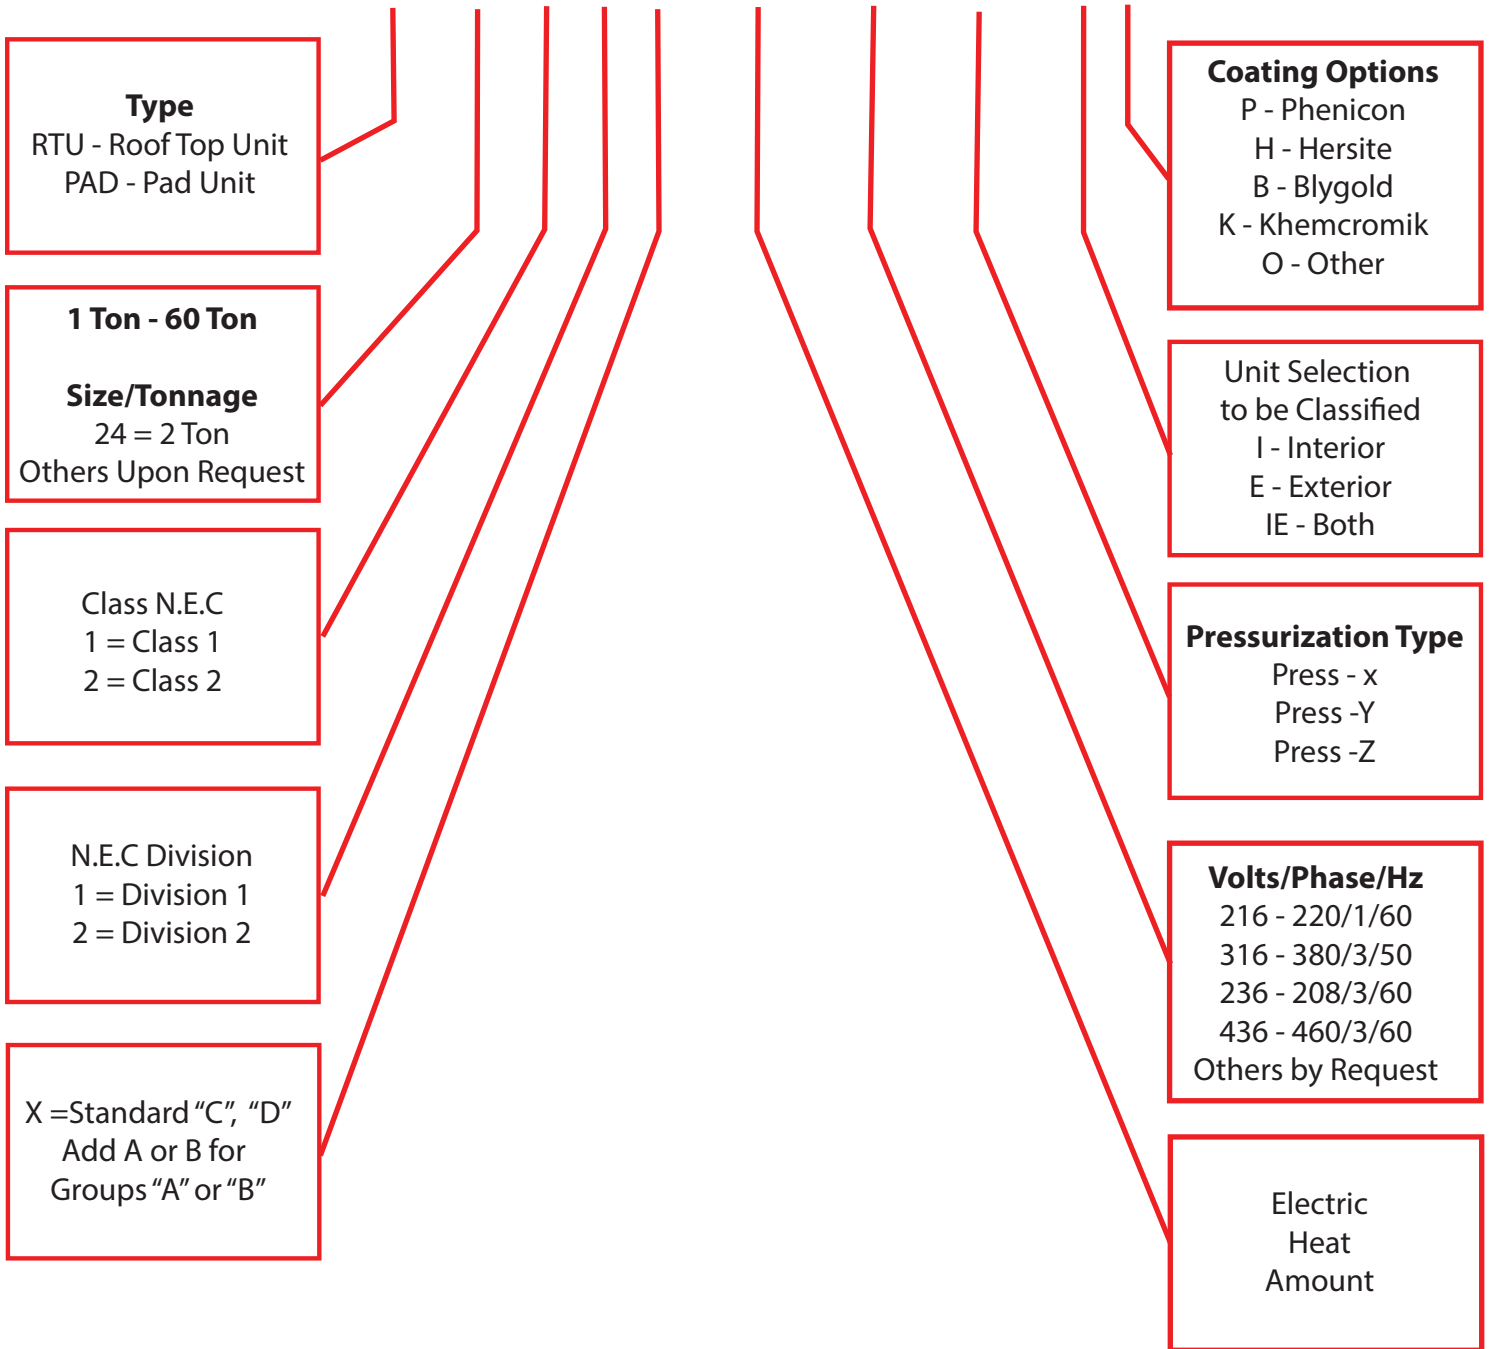 Type
RTU - Roof Top Unit
PAD - Pad Unit
1 Ton - 60 Ton
Size/Tonnage
24 = 2 Ton
Others Upon Request
Class N.E.C
1 = Class 1
2 = Class 2
N.E.C Division
1 = Division 1
2 = Division 2
X =Standard “C”, “D”
Add A or B for
Groups “A” or “B”
Coating Options
P - Phenicon
H - Hersite
B - Blygold
K - Khemcromik
O - Other
Unit Selection
to be Classified
I - Interior
E - Exterior
IE - Both
Pressurization Type
Press - x
Press -Y
Press -Z
Volts/Phase/Hz
216 - 220/1/60
316 - 380/3/50
236 - 208/3/60
436 - 460/3/60
Others by Request
Electric
Heat
Amount